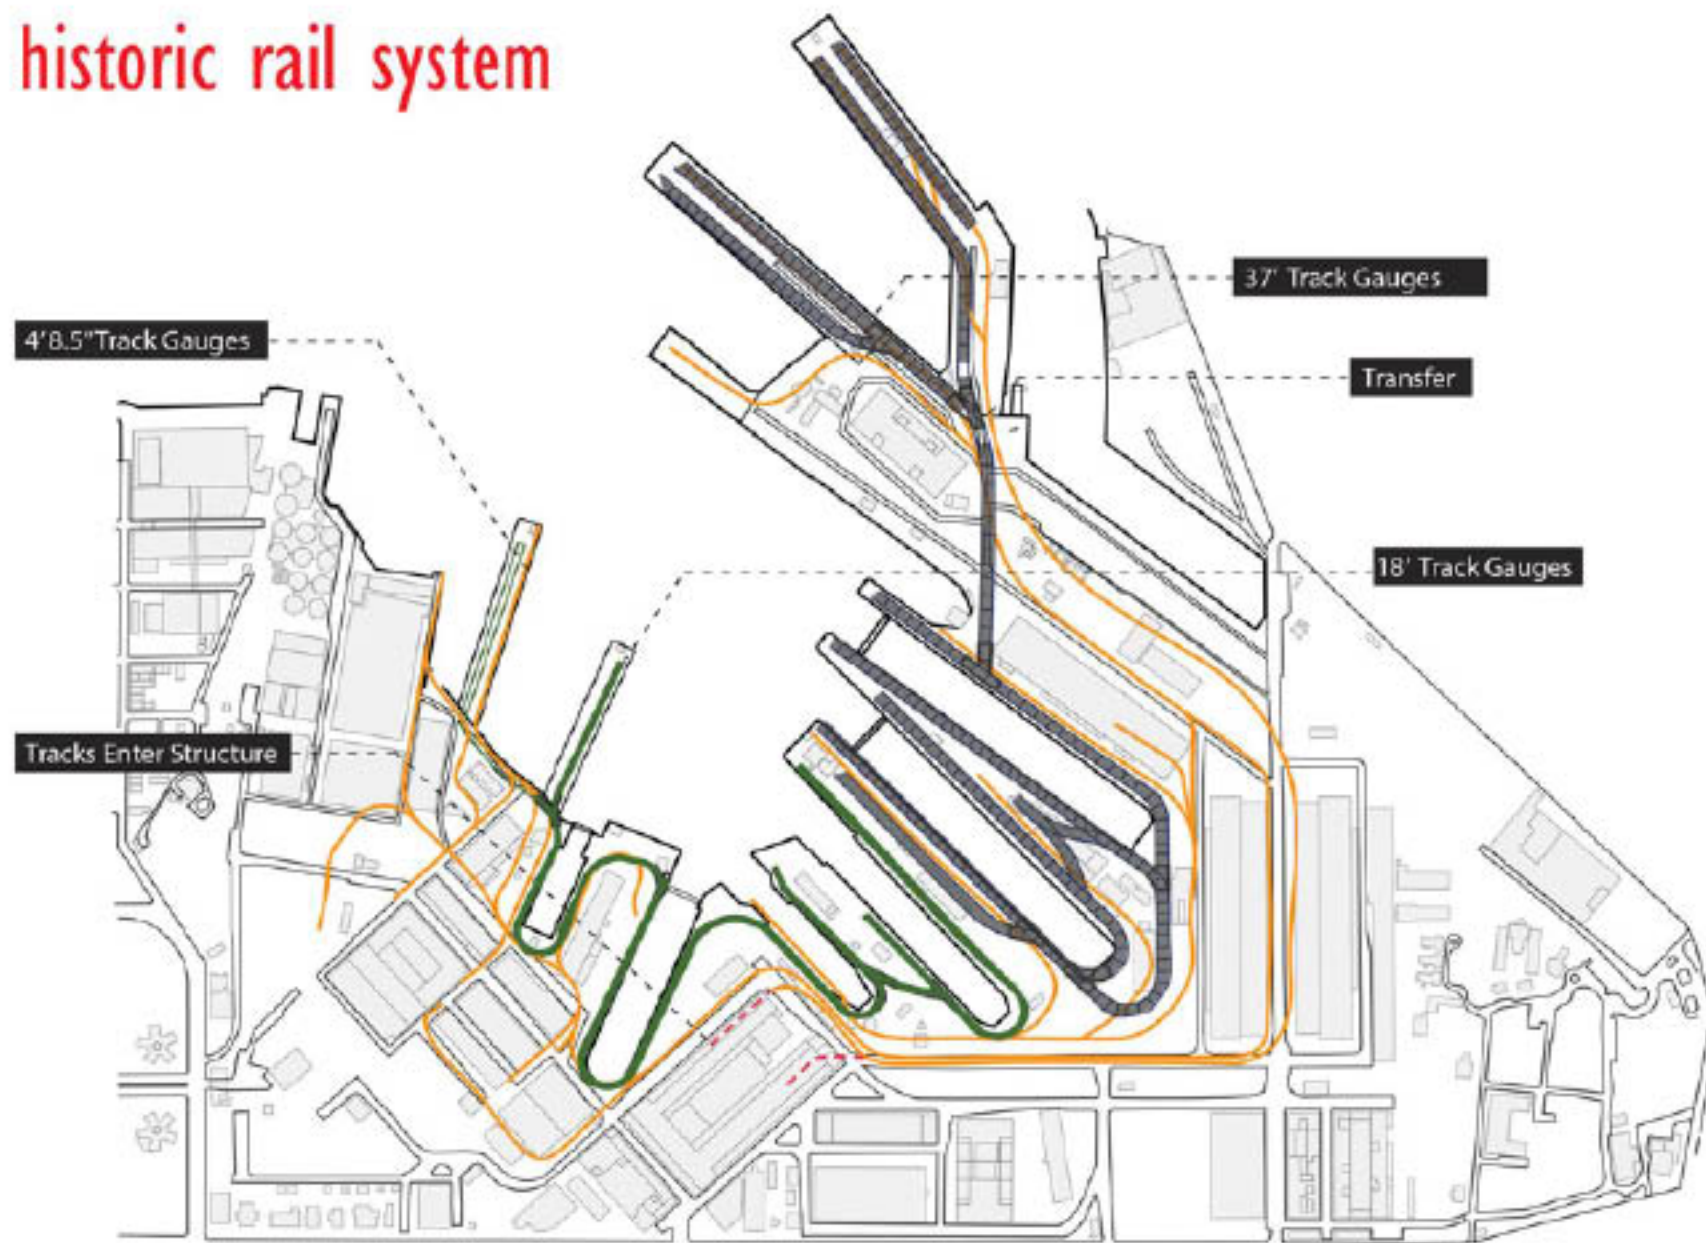 historic rail system
37' Track Gauges
4'8.5"Track Gauges
Transfer
18' Track Gauges
Tracks Enter Structure